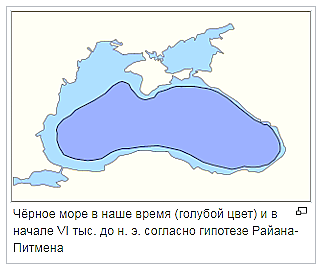 Чёрное море в наше время (голубой цвет) и в
начале VI тыс. до н. э. согласно гипотезе Райана-
Питмена